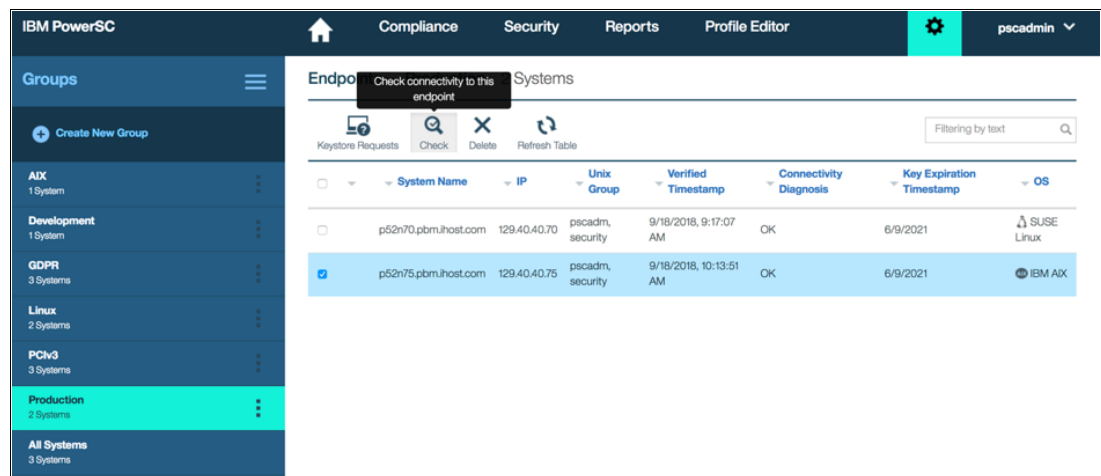 IBM PowerSC
Compliance Security Reports Profile Editor pscadmin
Groups
Create New Group
AIX
1 System
Development
1 System
GDPR
3 Systems
Linux
2 Systems
PCIv3
3 Systems
Production
2 Systems
All Systems
3 Systems
Endpo 2 Systems
Check connectivity to this
endpoint
Keystore Requests Check Delete Refresh Table
Filtering by text
System Name IP Unix Group Verified Timestamp Connectivity Diagnosis Key Expiration Timestamp OS
p52n70.pbm.ihost.com 129.40.40.70 pscadm, security 9/18/2018, 9:17:07 AM OK 6/9/2021 SUSE Linux
p52n75.pbm.ihost.com 129.40.40.75 pscadm, security 9/18/2018, 10:13:51 AM OK 6/9/2021 IBM AIX